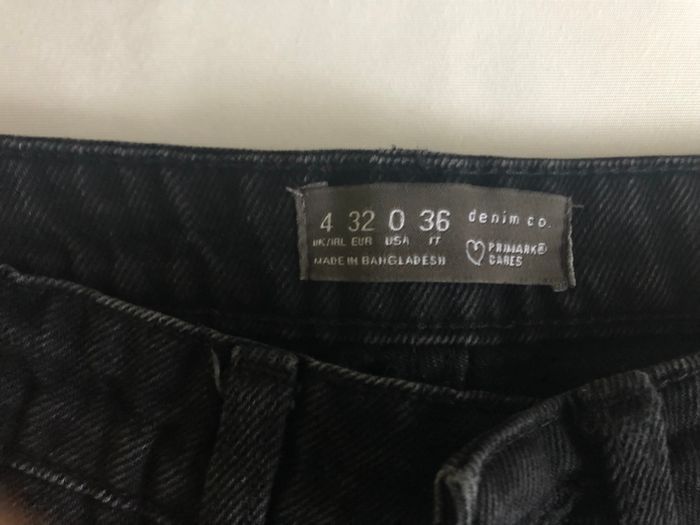 4 32 0 36 denim co.
UK/IRL EUR USA IT
PRIMARK®
CARES
MADE IN BANGLADESH